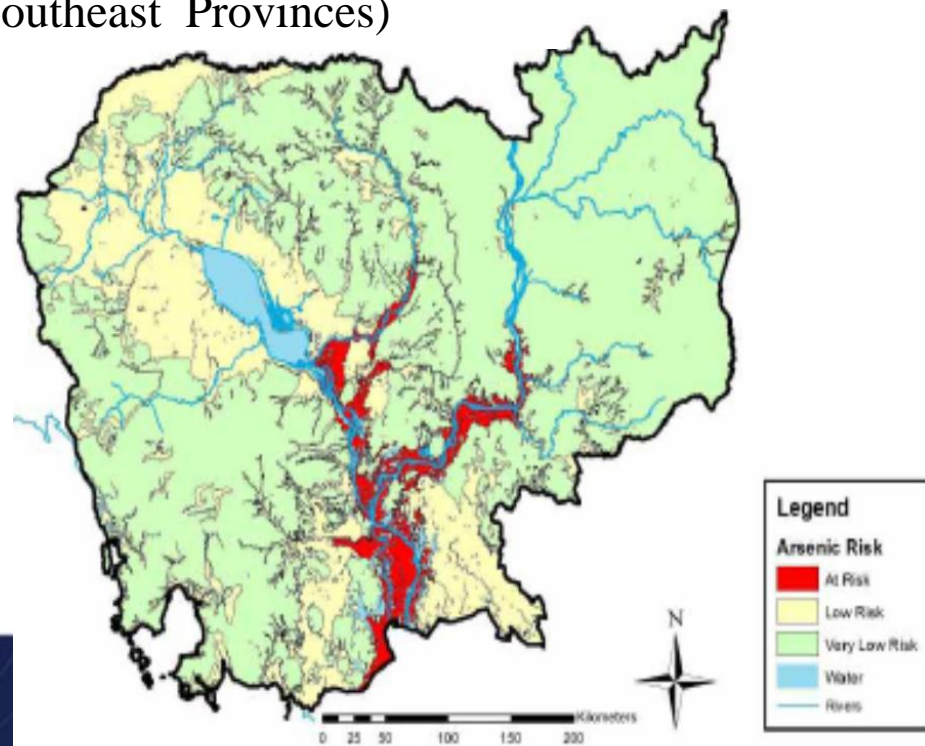 outheast Provinces)
Legend
Arsenic Risk
At Risk
Low Risk
Very Low Risk
Water
Rivers
N
Kilometers
0 25 50 100 150 200